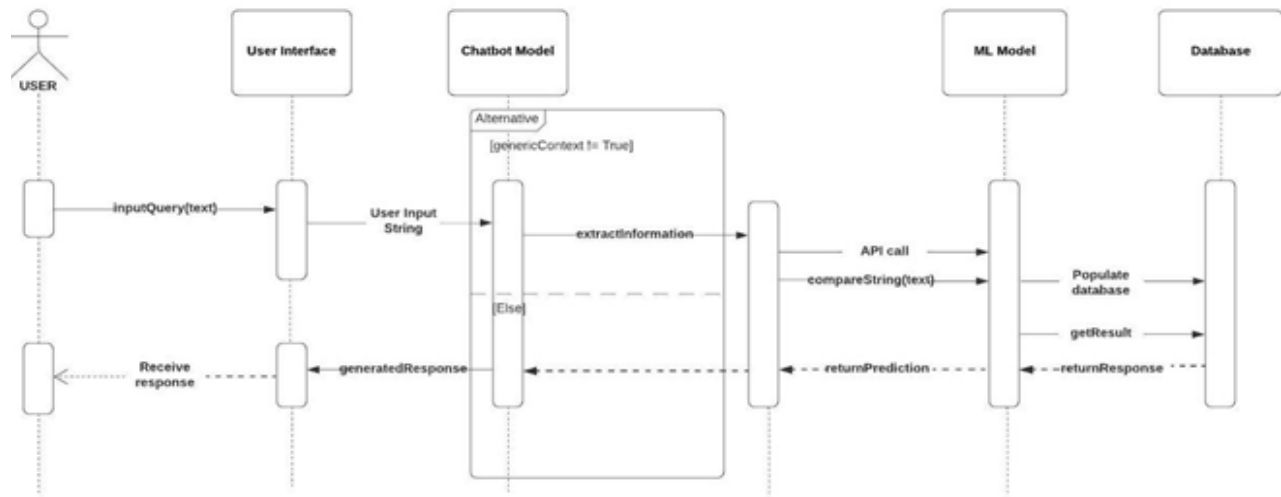 USER
User Interface
Chatbot Model
ML Model
Database
Alternative
[genericContext != True]
inputQuery(text)
User Input
String
extractInformation
API call
compareString(text)
Populate
database
[Else]
getResult
Receive
response
generatedResponse
returnPrediction
returnResponse